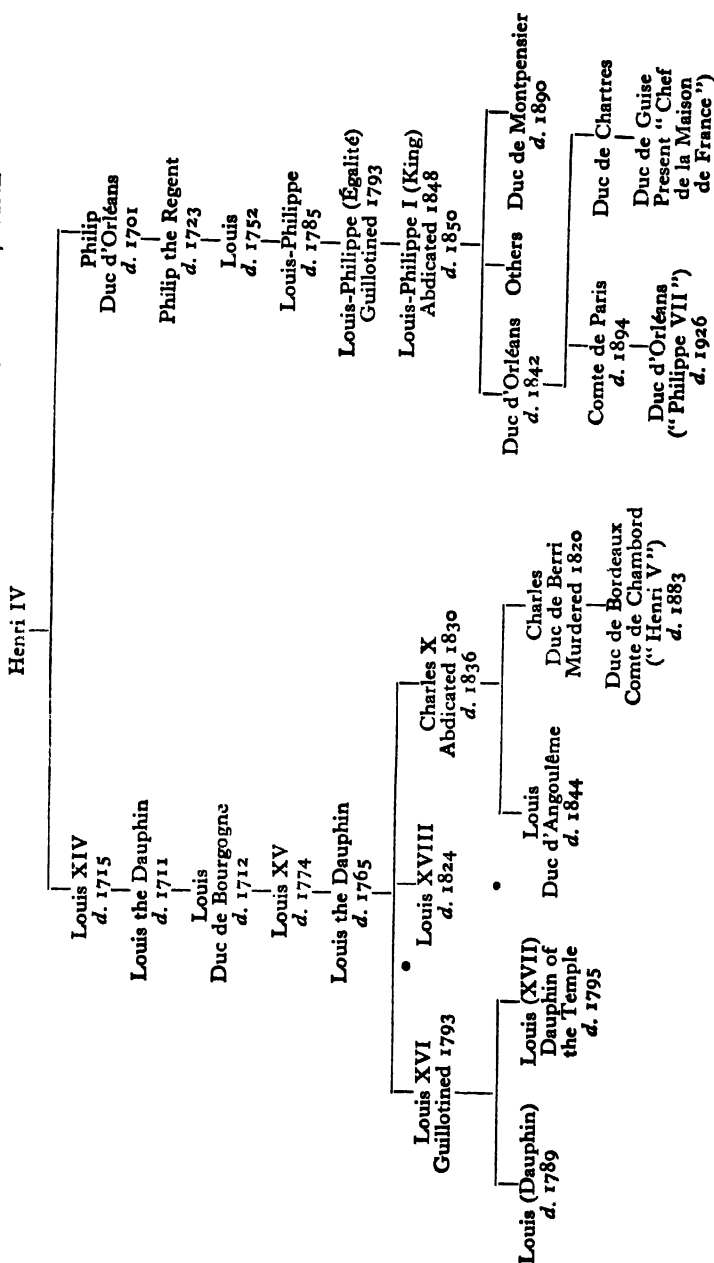 Henri IV
Louis XIV
d. 1715
Louis the Dauphin
d. 1711
Louis
Duc de Bourgogne
d. 1712
Louis XV
d. 1774
Louis the Dauphin
d. 1765
Louis XVI
Guillotined 1793
Louis XVIII
d. 1824
Charles X
Abdicated 1830
d. 1836
Louis (Dauphin)
d. 1789
Louis (XVII)
Dauphin of
the Temple
d. 1795
Louis
Duc d'Angoulême
d. 1844
Charles
Duc de Berri
Murdered 1820
Duc de Bordeaux
Comte de Chambord
(“ Henri V ”)
d. 1883
Philip
Duc d'Orléans
d. 1701
Philip the Regent
d. 1723
Louis
d. 1752
Louis-Philippe
d. 1785
Louis-Philippe (Égalité)
Guillotined 1793
Louis-Philippe I (King)
Abdicated 1848
d. 1850
Duc d'Orléans
d. 1842
Others
Duc de Montpensier
d. 1890
Comte de Paris
d. 1894
Duc de Chartres
Duc d'Orléans
(“ Philippe VII ”)
d. 1926
Duc de Guise
Present “ Chef
de la Maison
de France ”)